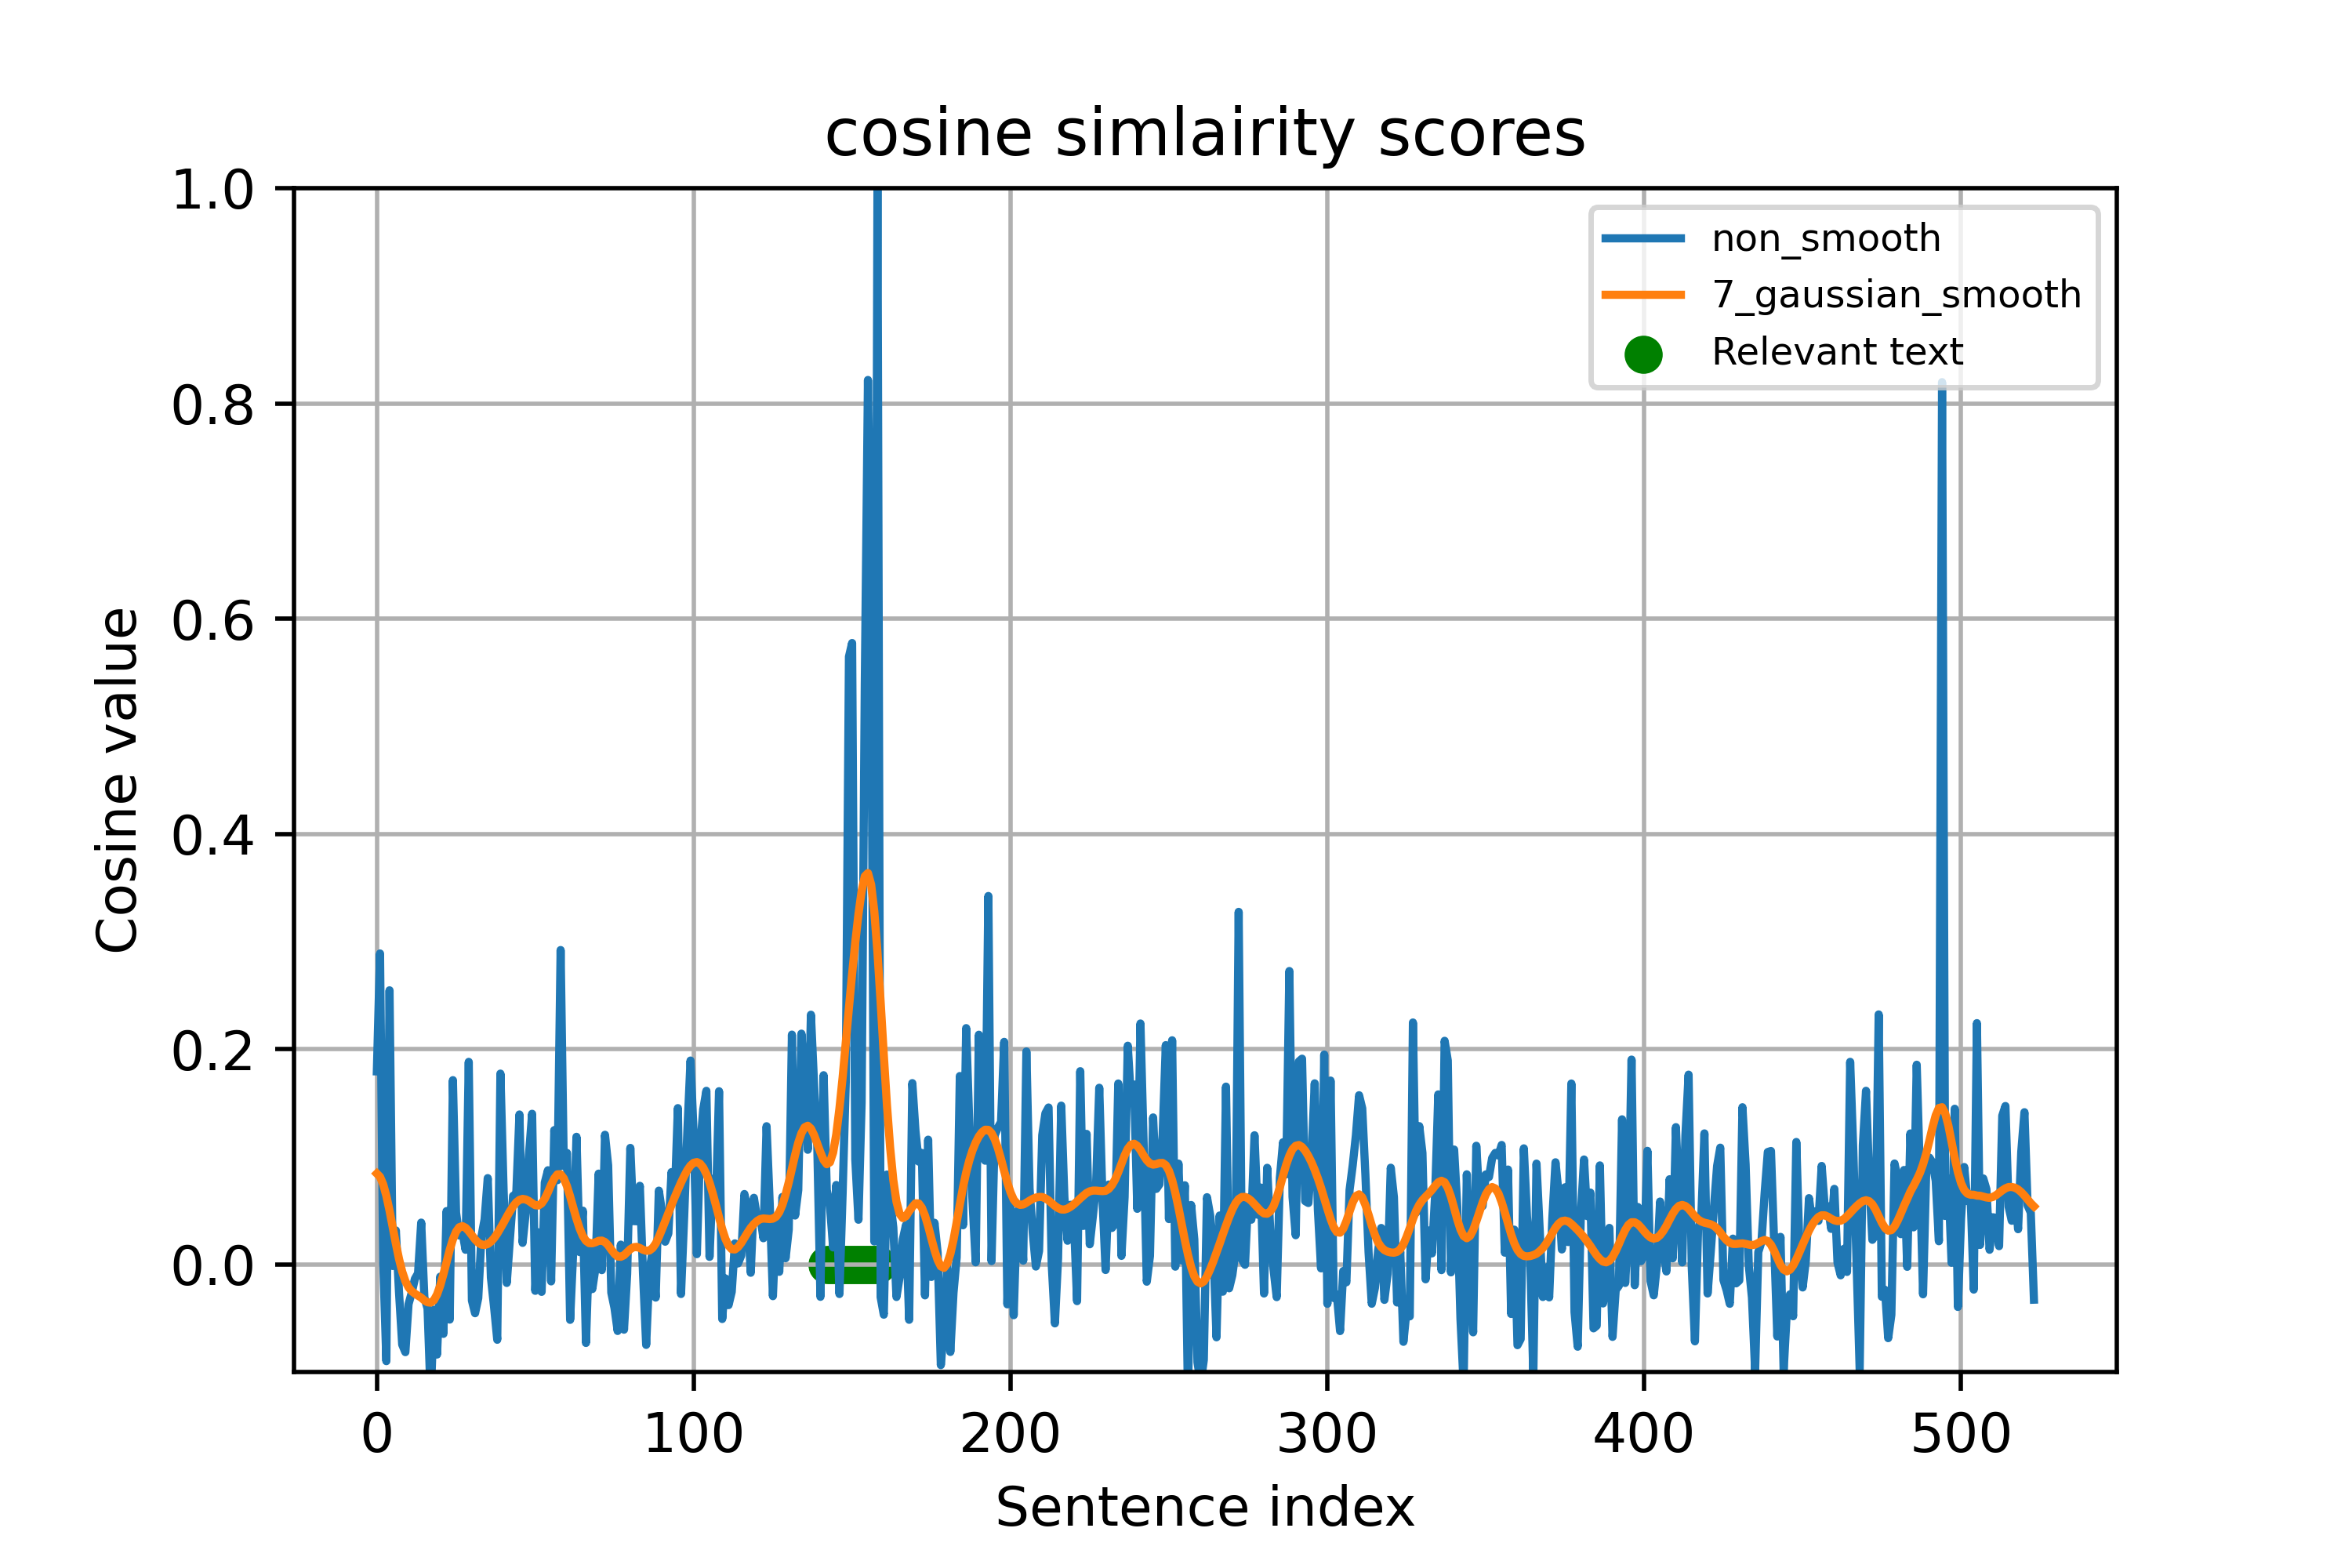 cosine simlairity scores
1.0
0.8
0.6
0.4
0.2
0.0
Cosine value
non_smooth
7_gaussian_smooth
Relevant text
0 100 200 300 400 500
Sentence index